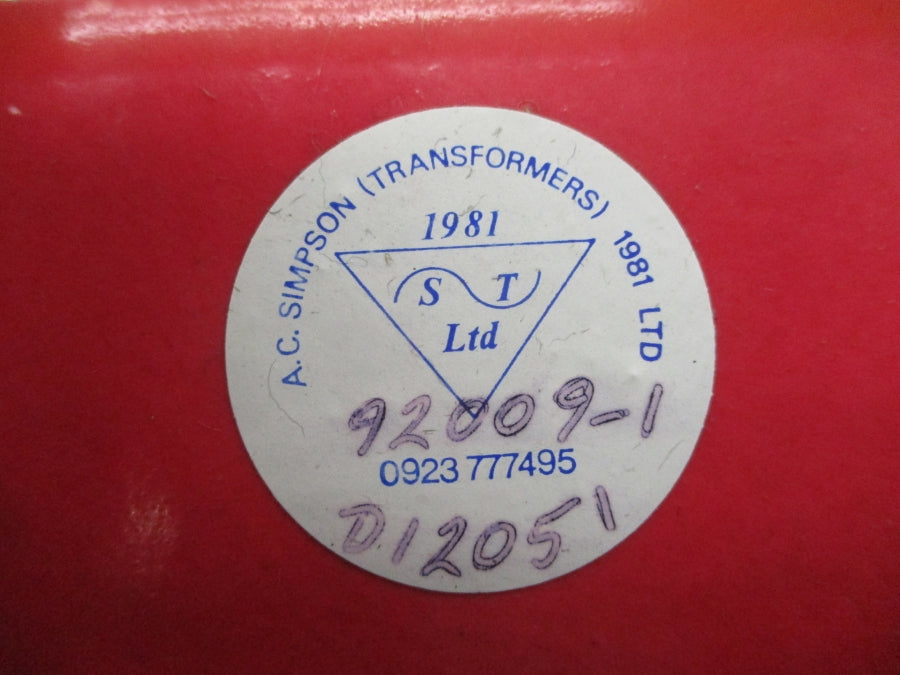 A.C. SIMPSON (TRANSFORMERS) 1981 LTD
1981
S T
Ltd
92009-1
0923 777495
D12051